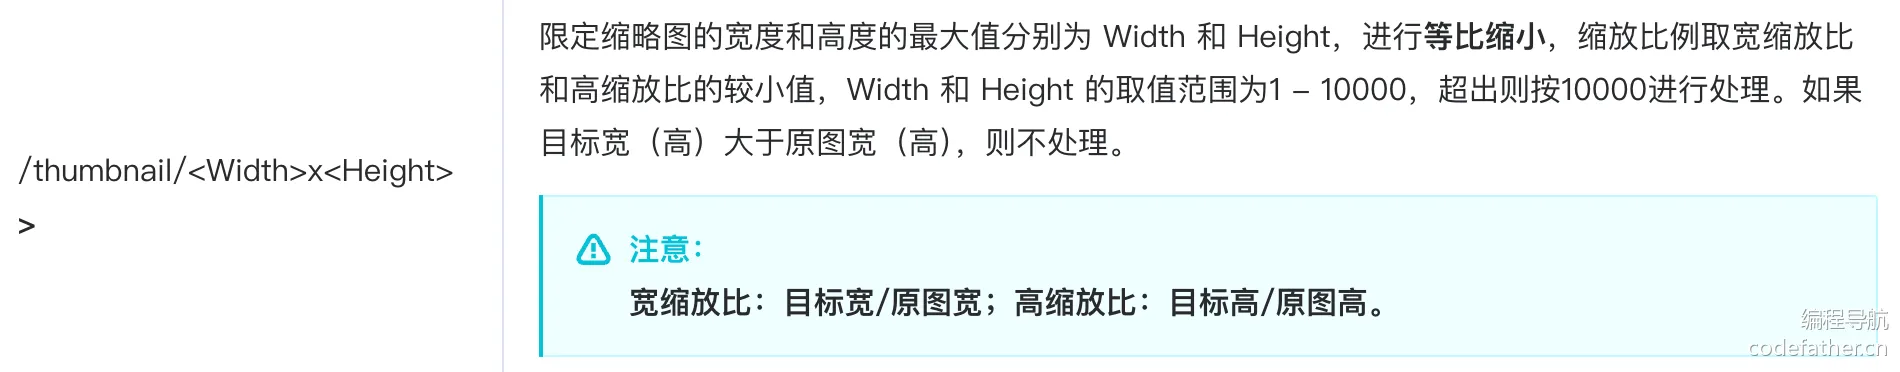 /thumbnail/<Width>x<Height>
>
限定缩略图的宽度和高度的最大值分别为 Width 和 Height，进行等比缩小，缩放比例取宽缩放比
和高缩放比的较小值，Width 和 Height 的取值范围为1 – 10000，超出则按10000进行处理。如果
目标宽（高）大于原图宽（高），则不处理。
注意：
宽缩放比：目标宽/原图宽；高缩放比：目标高/原图高。
编程导航
codefather.cn